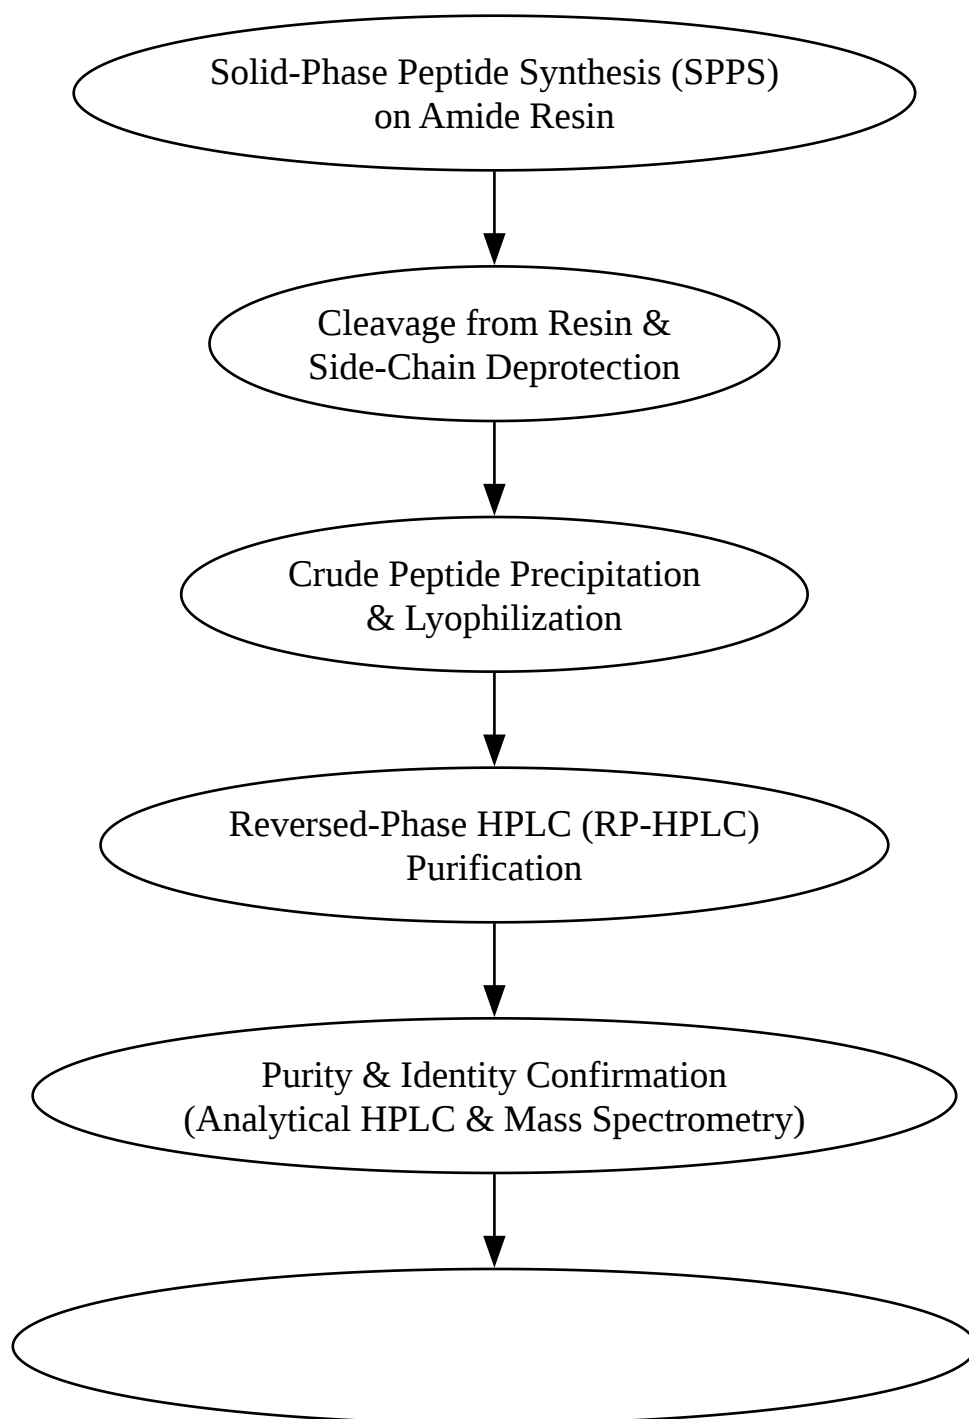 Solid-Phase Peptide Synthesis (SPPS)
on Amide Resin
Cleavage from Resin &
Side-Chain Deprotection
Crude Peptide Precipitation
& Lyophilization
Reversed-Phase HPLC (RP-HPLC)
Purification
Purity & Identity Confirmation
(Analytical HPLC & Mass Spectrometry)